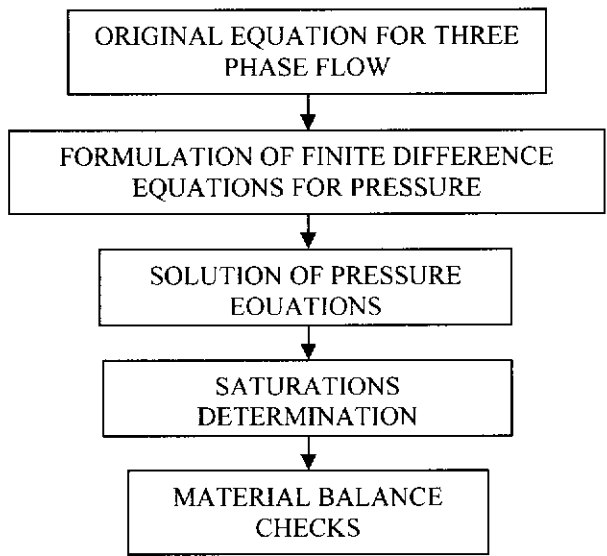 ORIGINAL EQUATION FOR THREE
PHASE FLOW
FORMULATION OF FINITE DIFFERENCE
EQUATIONS FOR PRESSURE
SOLUTION OF PRESSURE
EOUATIONS
SATURATIONS
DETERMINATION
MATERIAL BALANCE
CHECKS